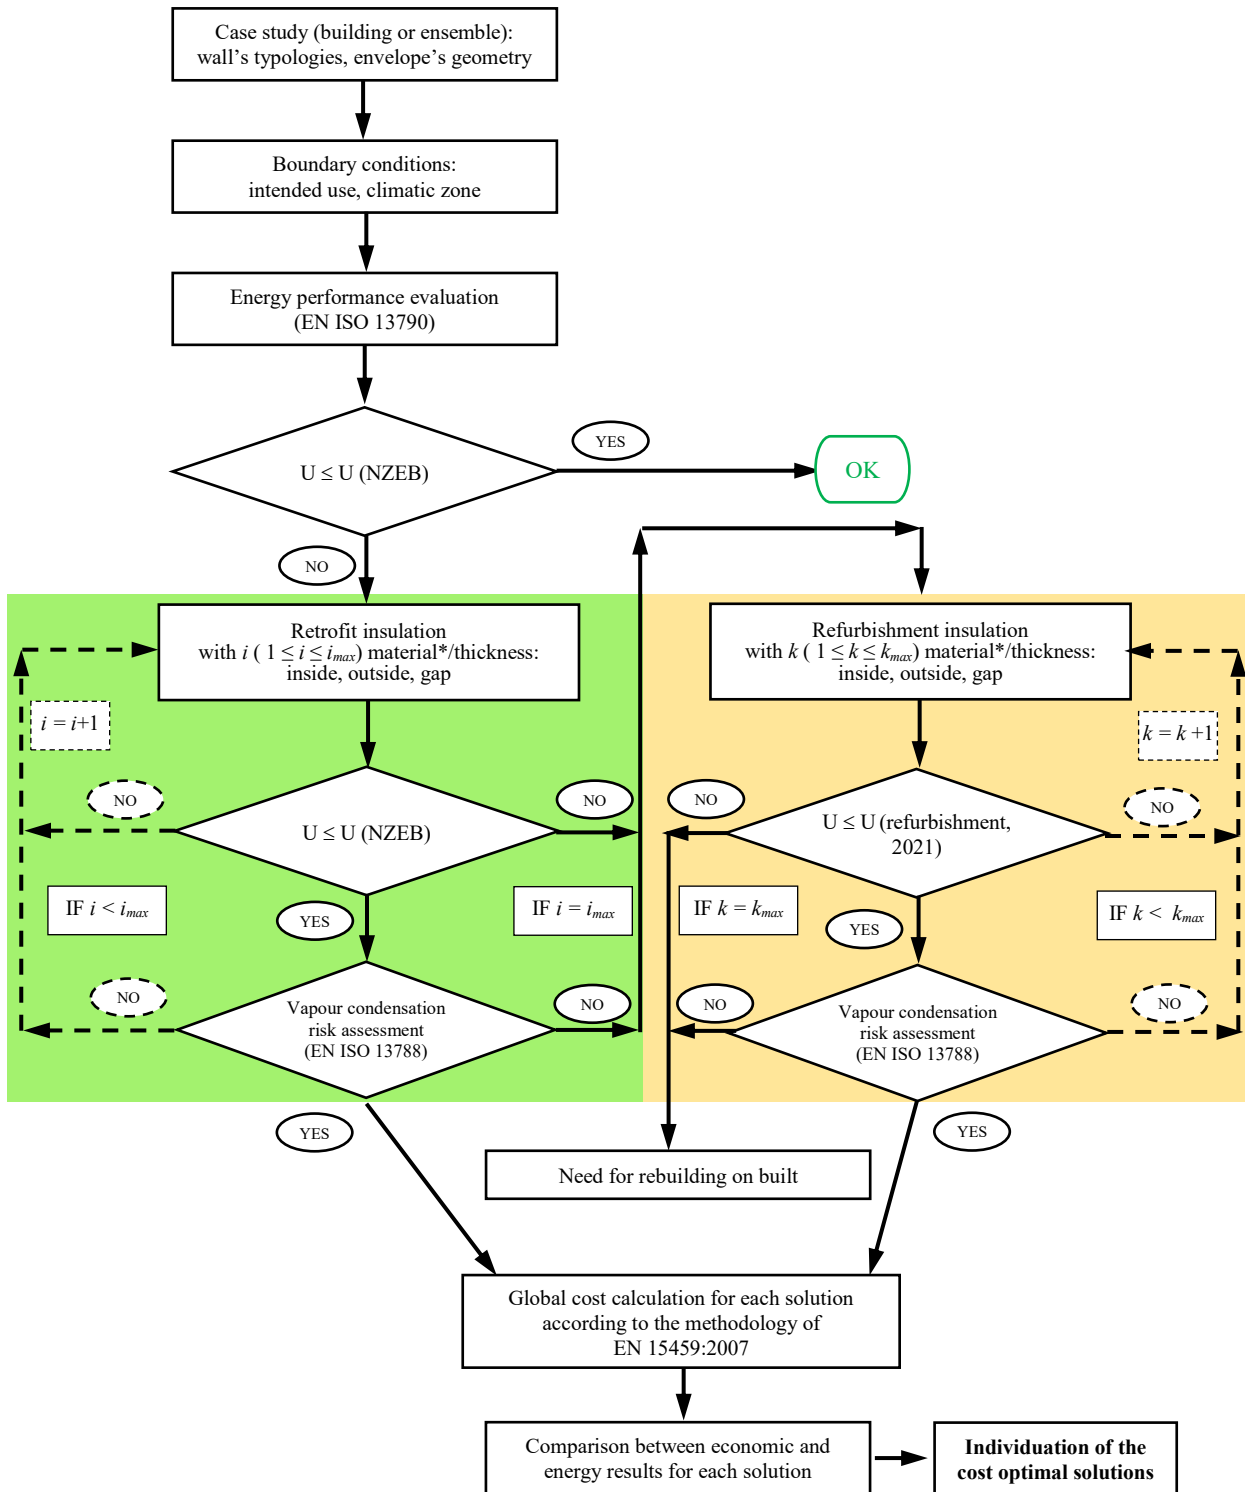 Case study (building or ensemble):
wall’s typologies, envelope’s geometry
Boundary conditions:
intended use, climatic zone
Energy performance evaluation
(EN ISO 13790)
U ≤ U (NZEB)
YES
OK
NO
Retrofit insulation
with i ( 1 ≤ i ≤ imax) material*/thickness:
inside, outside, gap
Refurbishment insulation
with k ( 1 ≤ k ≤ kmax) material*/thickness:
inside, outside, gap
i = i+1
k = k +1
NO
U ≤ U (NZEB)
NO
NO
U ≤ U (refurbishment,
2021)
NO
IF i < imax
YES
IF i = imax
IF k = kmax
YES
IF k < kmax
NO
Vapour condensation
risk assessment
(EN ISO 13788)
NO
NO
Vapour condensation
risk assessment
(EN ISO 13788)
NO
YES
YES
Need for rebuilding on built
Global cost calculation for each solution
according to the methodology of
EN 15459:2007
Comparison between economic and
energy results for each solution
Individuation of the
cost optimal solutions